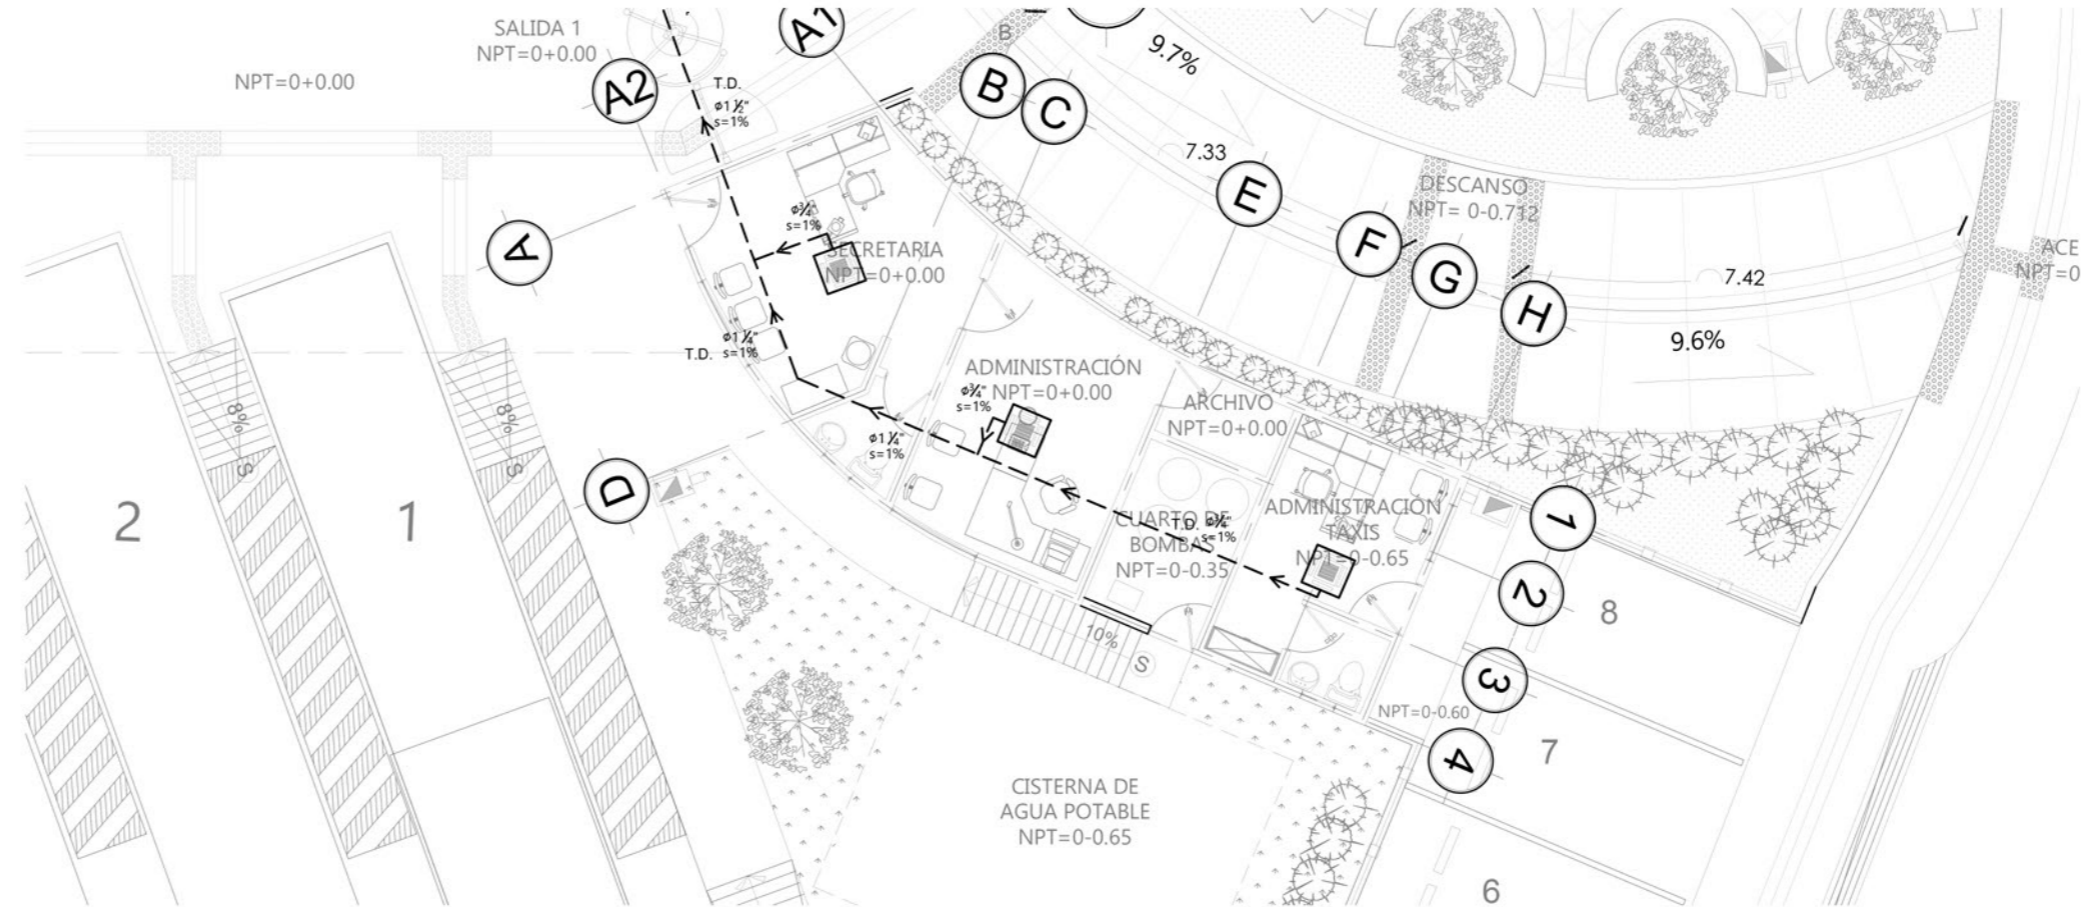 SALIDA 1
NPT=0+0.00
NPT=0+0.00
A2
A1
T.D.
ø1 ½"
s=1%
B
B
C
9.7%
7.33
E
DESCANSO
NPT= 0-0.712
F
G
H
7.42
9.6%
ACE
NPT=0
A
ø¾"
s=1%
SECRETARIA
NPT=0+0.00
T.D.
ø1 ¼"
s=1%
ADMINISTRACIÓN
NPT=0+0.00
ø¾"
s=1%
ARCHIVO
NPT=0+0.00
ø1 ¼"
s=1%
8%
S
8%
S
D
2
1
CUARTO DE
BOMBAS
NPT=0-0.35
T.D. ø¾"
s=1%
ADMINISTRACIÓN
TAXIS
NPT=0-0.65
1
2
3
4
8
7
6
10%
S
NPT=0-0.60
CISTERNA DE
AGUA POTABLE
NPT=0-0.65